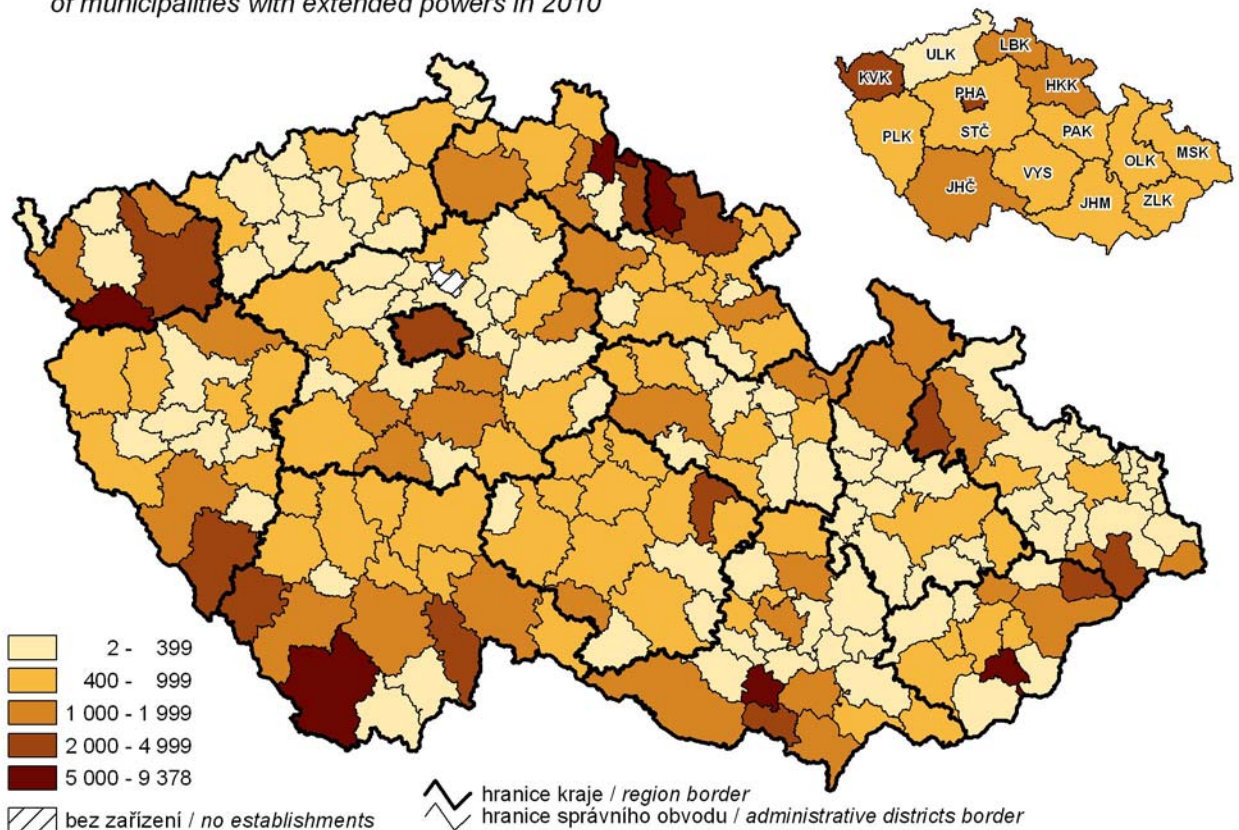 of municipalities with extended powers in 2010
KVK
ULK
LBK
HKK
PHA
STČ
PLK
PAK
JHČ
VYS
OLK
MSK
JHM
ZLK
2 - 399
400 - 999
1 000 - 1 999
2 000 - 4 999
5 000 - 9 378
bez zařízení / no establishments
hranice kraje / region border
hranice správního obvodu / administrative districts border